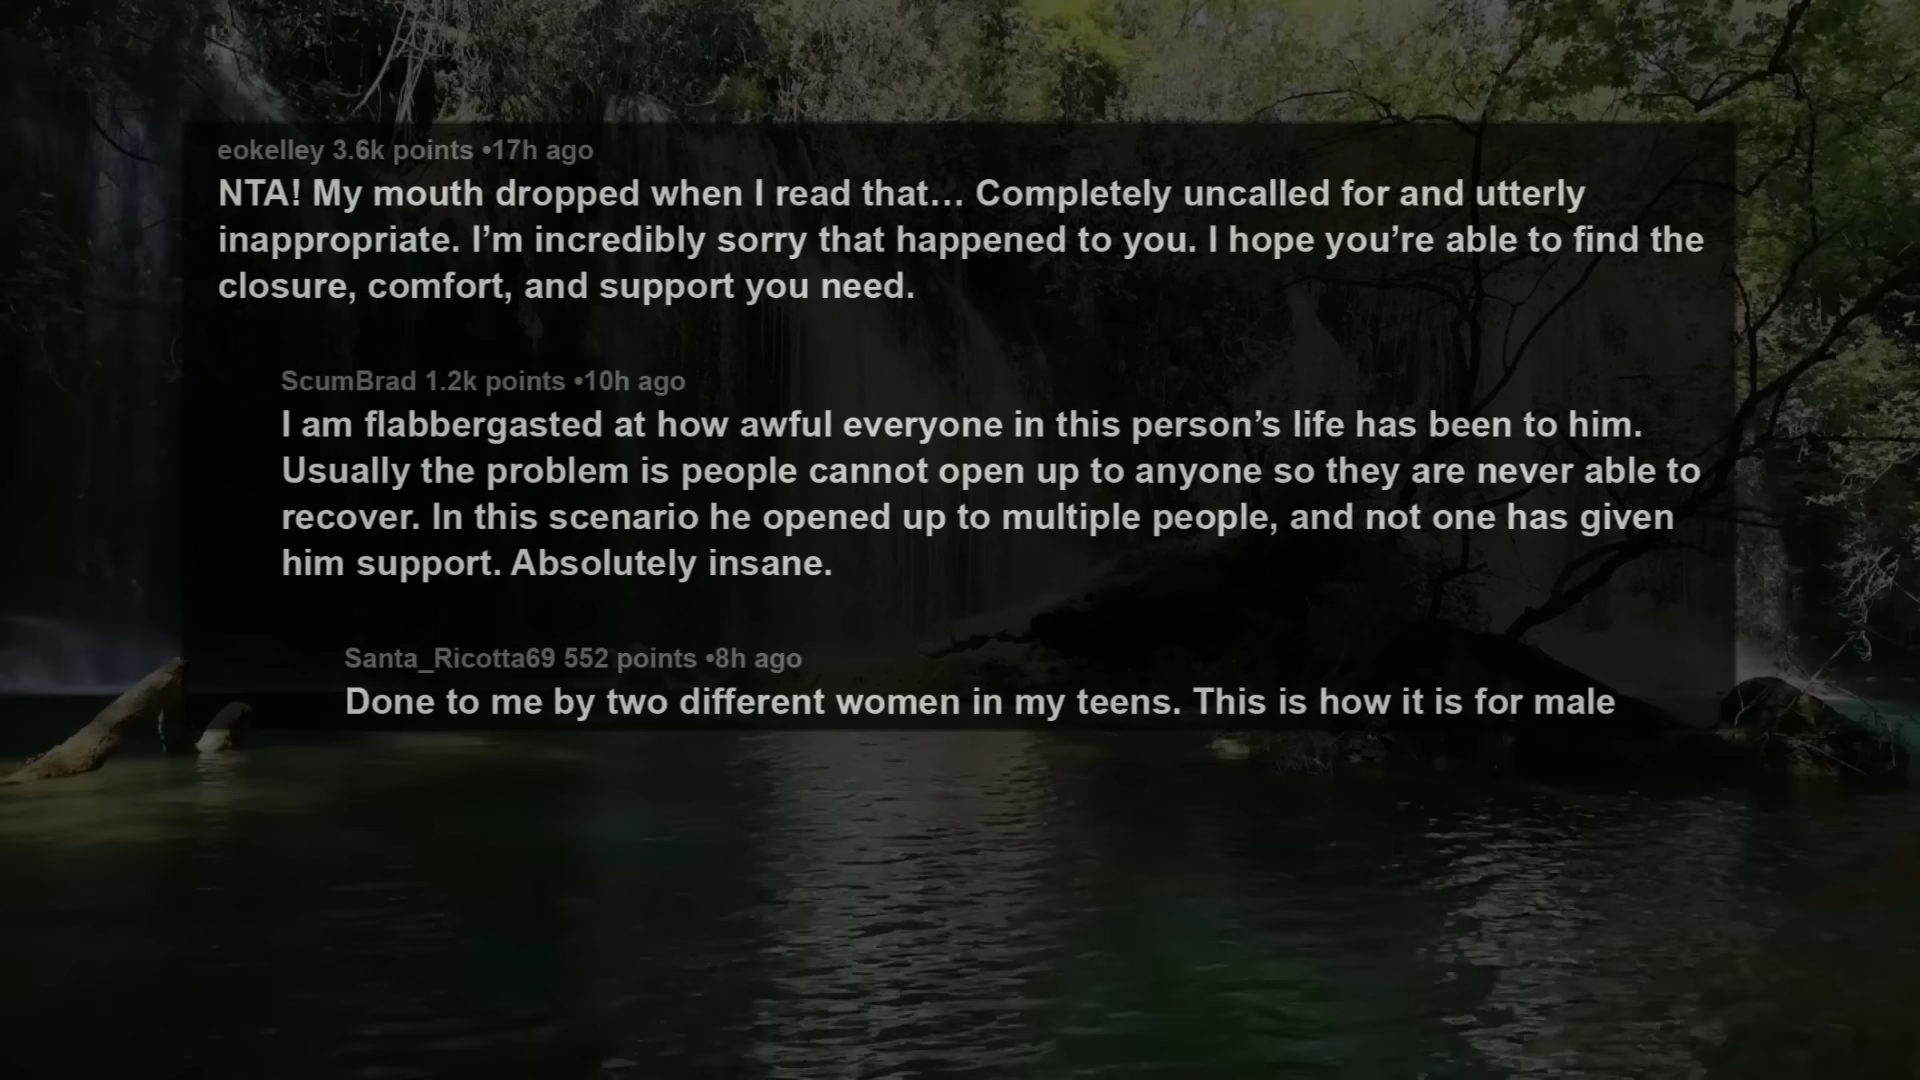 eokelley 3.6k points •17h ago
NTA! My mouth dropped when I read that… Completely uncalled for and utterly
inappropriate. I’m incredibly sorry that happened to you. I hope you’re able to find the
closure, comfort, and support you need.
ScumBrad 1.2k points •10h ago
I am flabbergasted at how awful everyone in this person’s life has been to him.
Usually the problem is people cannot open up to anyone so they are never able to
recover. In this scenario he opened up to multiple people, and not one has given
him support. Absolutely insane.
Santa_Ricotta69 552 points •8h ago
Done to me by two different women in my teens. This is how it is for male